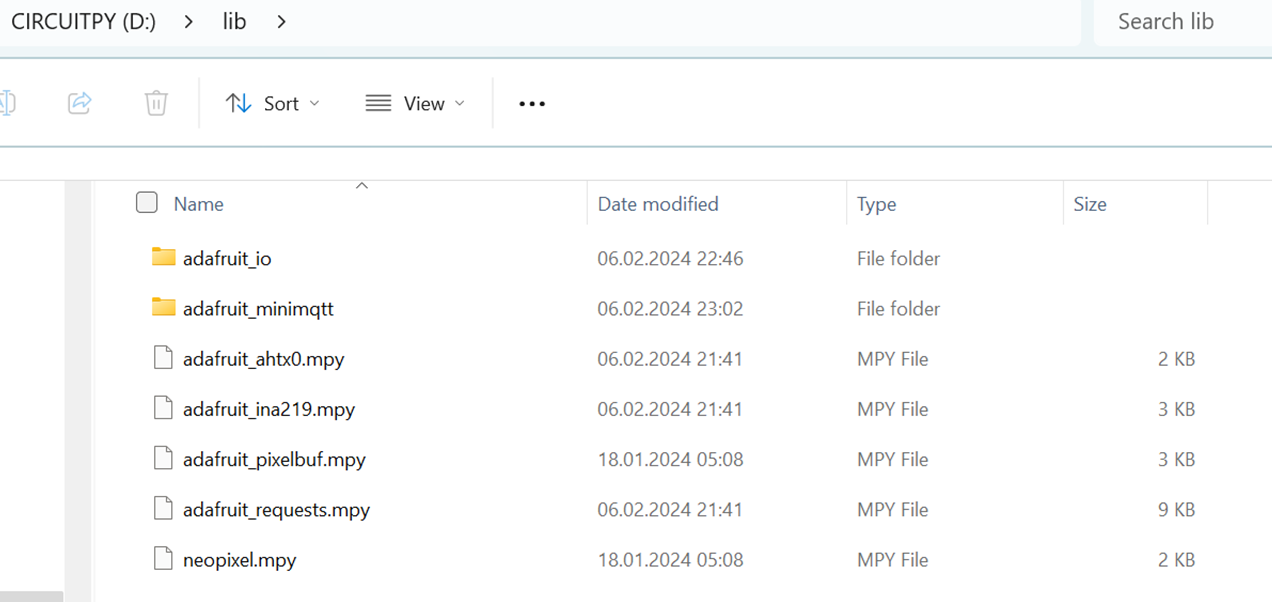 CIRCUITPY (D:) > lib > Search lib
Sort View
Name Date modified Type Size
adafruit_io 06.02.2024 22:46 File folder
adafruit_minimqtt 06.02.2024 23:02 File folder
adafruit_ahtx0.mpy 06.02.2024 21:41 MPY File 2 KB
adafruit_ina219.mpy 06.02.2024 21:41 MPY File 3 KB
adafruit_pixelbuf.mpy 18.01.2024 05:08 MPY File 3 KB
adafruit_requests.mpy 06.02.2024 21:41 MPY File 9 KB
neopixel.mpy 18.01.2024 05:08 MPY File 2 KB